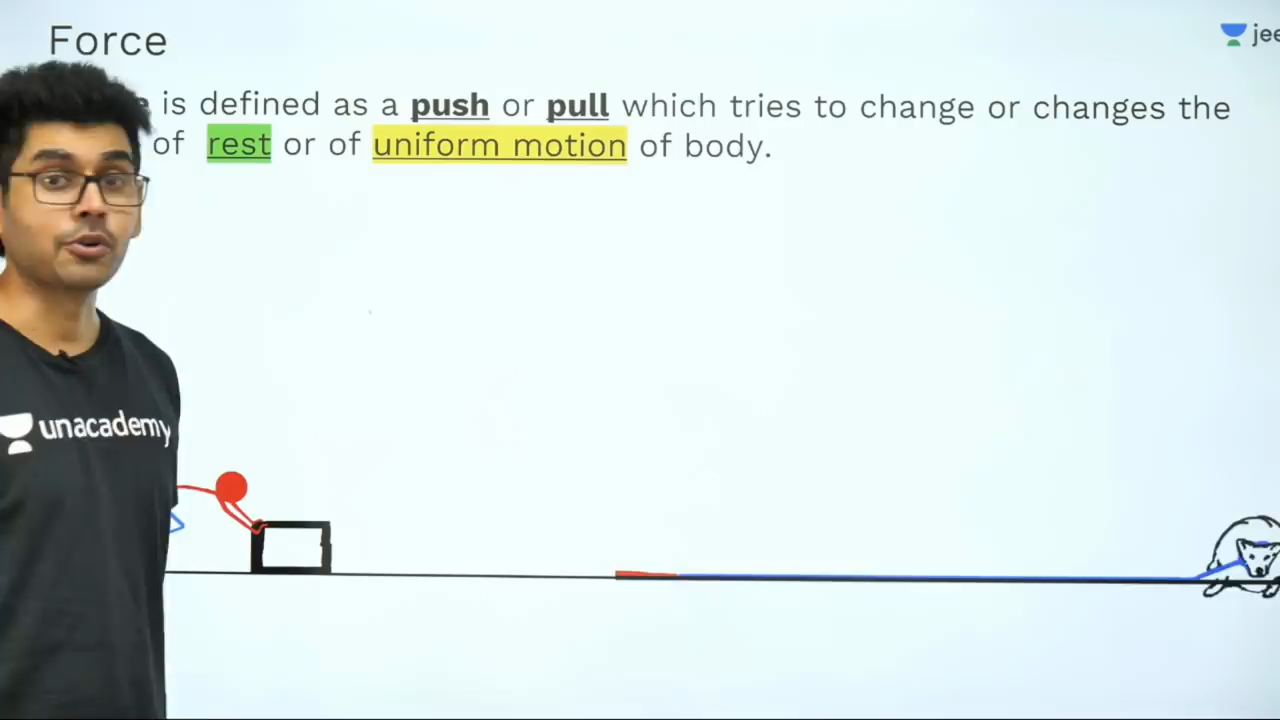 Force
jee
is defined as a push or pull which tries to change or changes the
of rest or of uniform motion of body.
unacademy